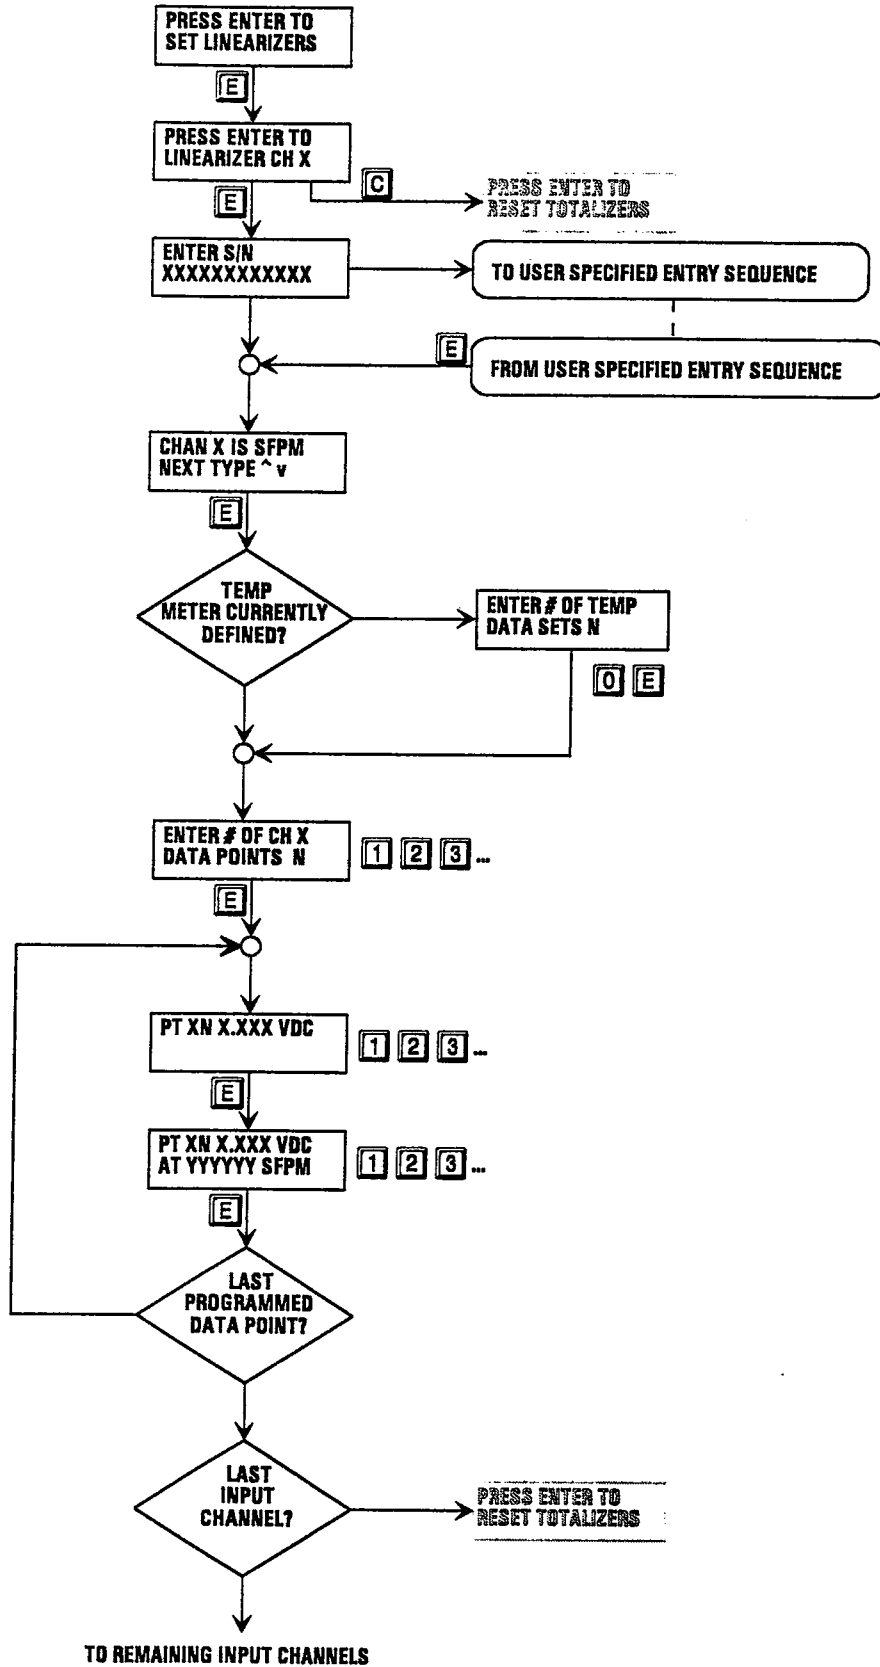 PRESS ENTER TO
SET LINEARIZERS
E
PRESS ENTER TO
LINEARIZER CH X
C
E
PRESS ENTER TO
RESET TOTALIZERS
ENTER S/N
XXXXXXXXXXXX
TO USER SPECIFIED ENTRY SEQUENCE
E
FROM USER SPECIFIED ENTRY SEQUENCE
CHAN X IS SFPM
NEXT TYPE ^ v
E
TEMP
METER CURRENTLY
DEFINED?
ENTER # OF TEMP
DATA SETS N
0 E
ENTER # OF CH X
DATA POINTS N
1 2 3 ...
E
PT XN X.XXX VDC
1 2 3 ...
E
PT XN X.XXX VDC
AT YYYYYY SFPM
1 2 3 ...
E
LAST
PROGRAMMED
DATA POINT?
LAST
INPUT
CHANNEL?
PRESS ENTER TO
RESET TOTALIZERS
TO REMAINING INPUT CHANNELS